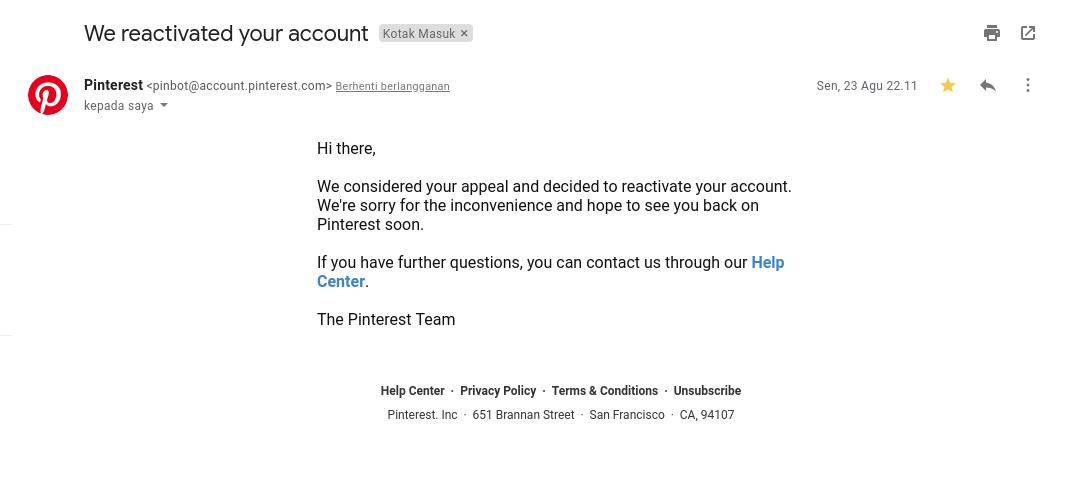 We reactivated your account Kotak Masuk ×
Pinterest <pinbot@account.pinterest.com> Berhenti berlangganan Sen, 23 Agu 22.11
kepada saya
Hi there,
We considered your appeal and decided to reactivate your account.
We're sorry for the inconvenience and hope to see you back on
Pinterest soon.
If you have further questions, you can contact us through our Help
Center.
The Pinterest Team
Help Center · Privacy Policy · Terms & Conditions · Unsubscribe
Pinterest. Inc · 651 Brannan Street · San Francisco · CA, 94107